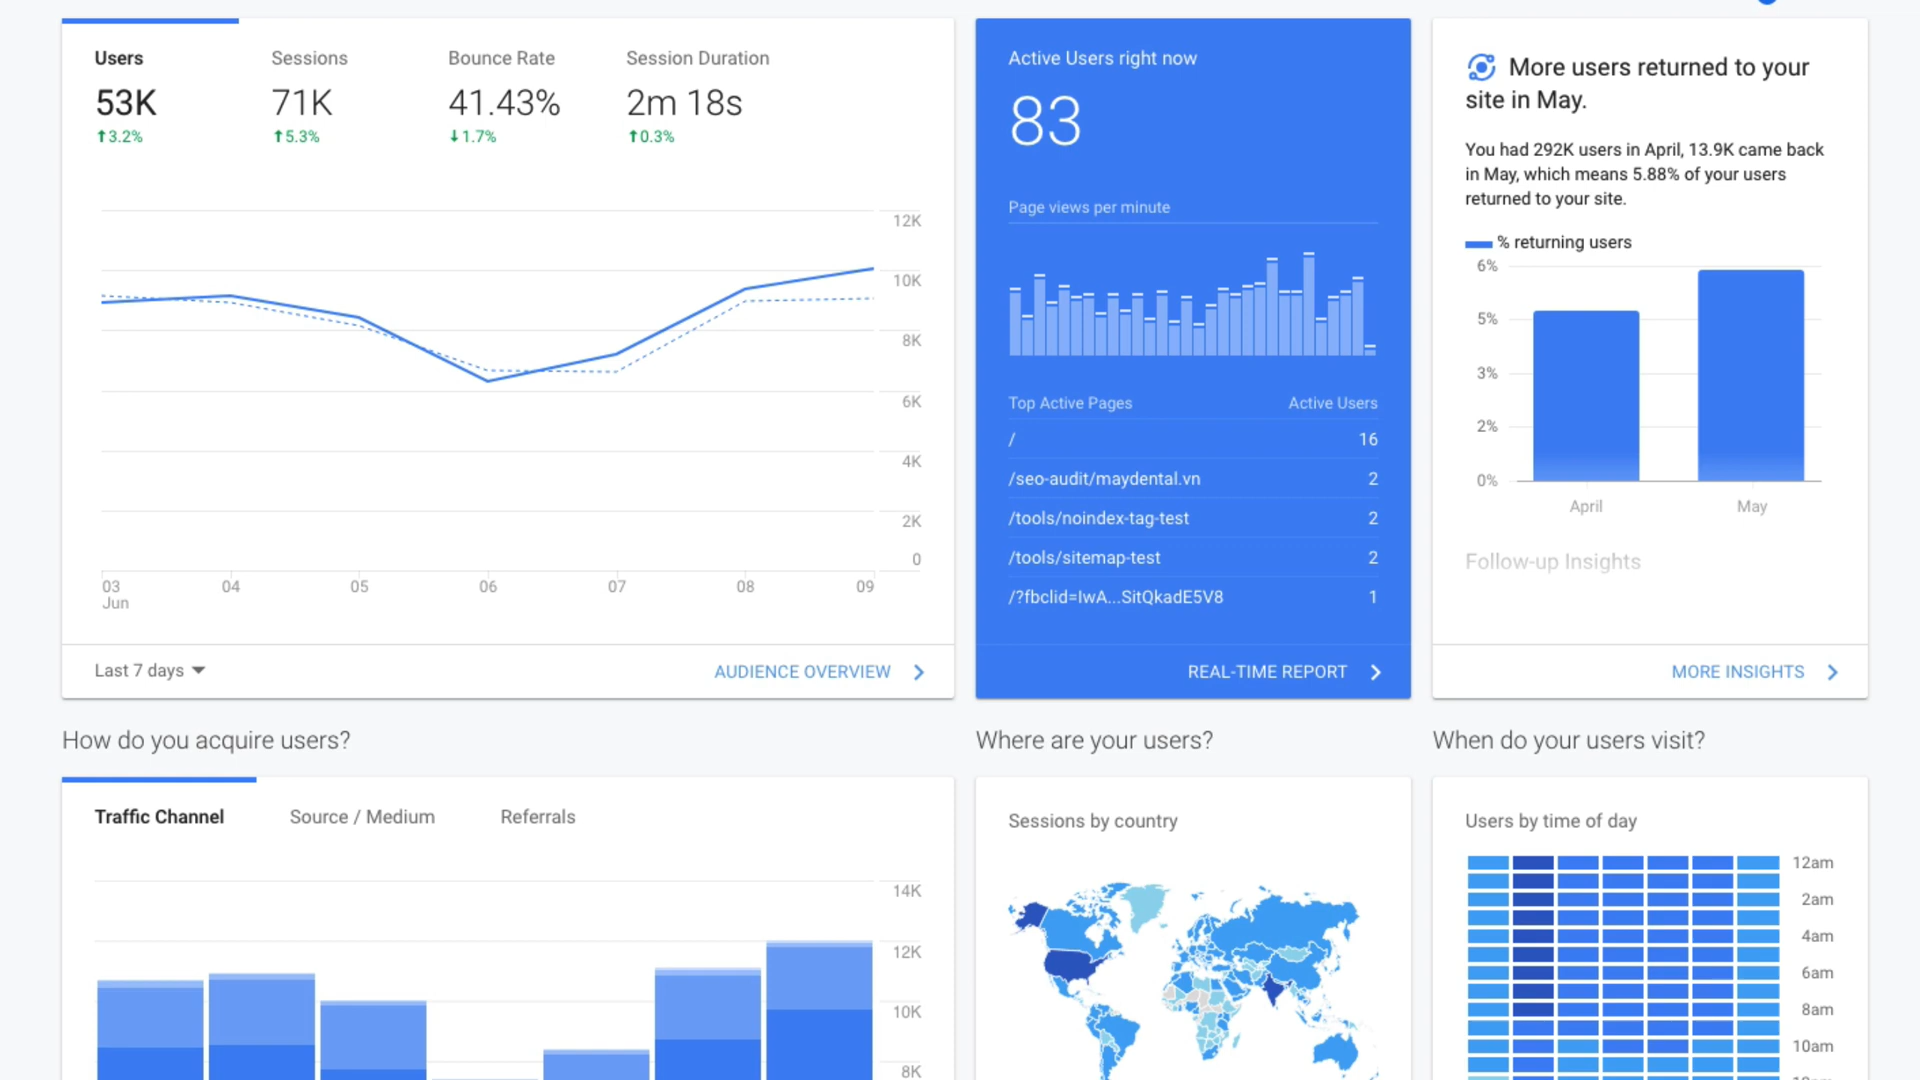 Users
53K
3.2%
Sessions
71K
5.3%
Bounce Rate
41.43%
1.7%
Session Duration
2m 18s
0.3%
12K
10K
8K
6K
4K
2K
0
03 04 05 06 07 08 09
Jun
Last 7 days
AUDIENCE OVERVIEW
Active Users right now
83
Page views per minute
Top Active Pages Active Users
/ 16
/seo-audit/maydental.vn 2
/tools/noindex-tag-test 2
/tools/sitemap-test 2
/?fbclid=IwA...SitQkadE5V8 1
REAL-TIME REPORT
More users returned to your
site in May.
You had 292K users in April, 13.9K came back
in May, which means 5.88% of your users
returned to your site.
% returning users
6%
5%
3%
2%
0%
April May
Follow-up Insights
MORE INSIGHTS
How do you acquire users?
Traffic Channel Source / Medium Referrals
14K
12K
10K
8K
Where are your users?
Sessions by country
When do your users visit?
Users by time of day
12am
2am
4am
6am
8am
10am